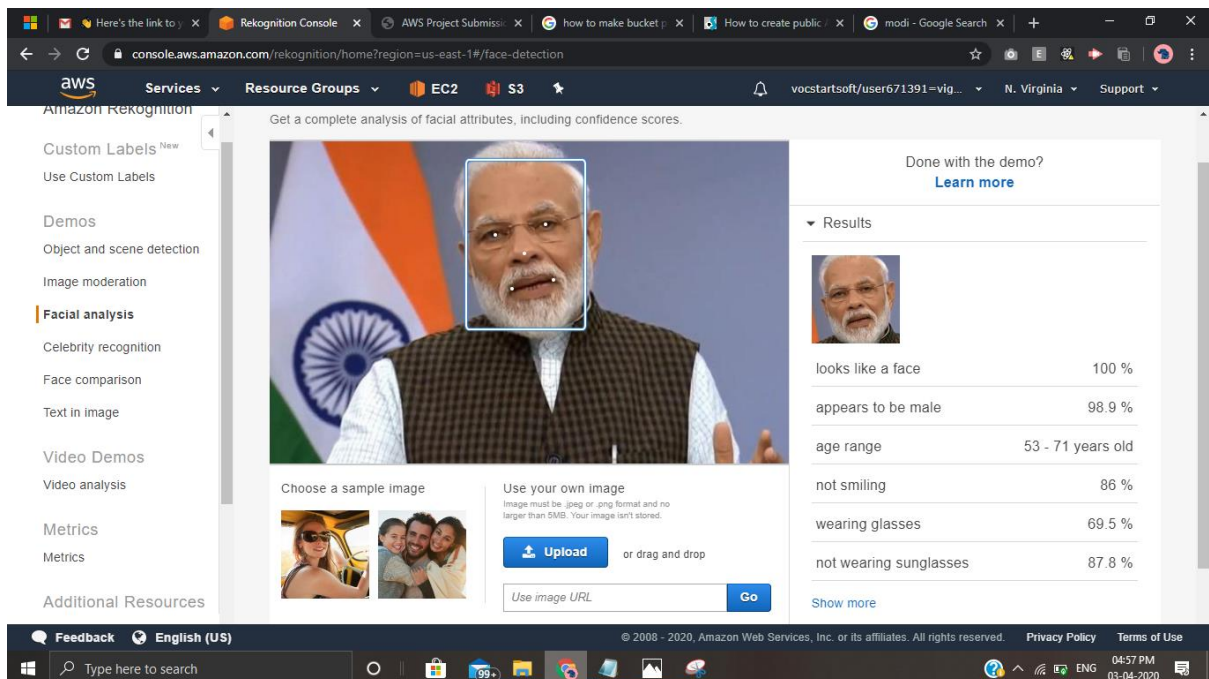 Here's the link to y
Rekognition Console
AWS Project Submissic
how to make bucket p
How to create public
modi - Google Search
console.aws.amazon.com/rekognition/home?region=us-east-1#/face-detection
aws
Services
Resource Groups
EC2
S3
vocstartsoft/user671391=vig...
N. Virginia
Support
Amazon Rekognition
Custom Labels New
Use Custom Labels
Demos
Object and scene detection
Image moderation
Facial analysis
Celebrity recognition
Face comparison
Text in image
Video Demos
Video analysis
Metrics
Metrics
Additional Resources
Get a complete analysis of facial attributes, including confidence scores.
Choose a sample image
Use your own image
Image must be .jpeg or .png format and no
larger than 5MB. Your image isn't stored.
Upload
or drag and drop
Use image URL
Go
Done with the demo?
Learn more
Results
looks like a face 100 %
appears to be male 98.9 %
age range 53 - 71 years old
not smiling 86 %
wearing glasses 69.5 %
not wearing sunglasses 87.8 %
Show more
Feedback
English (US)
© 2008 - 2020, Amazon Web Services, Inc. or its affiliates. All rights reserved.
Privacy Policy
Terms of Use
Type here to search
99+
ENG
04:57 PM
03-04-2020